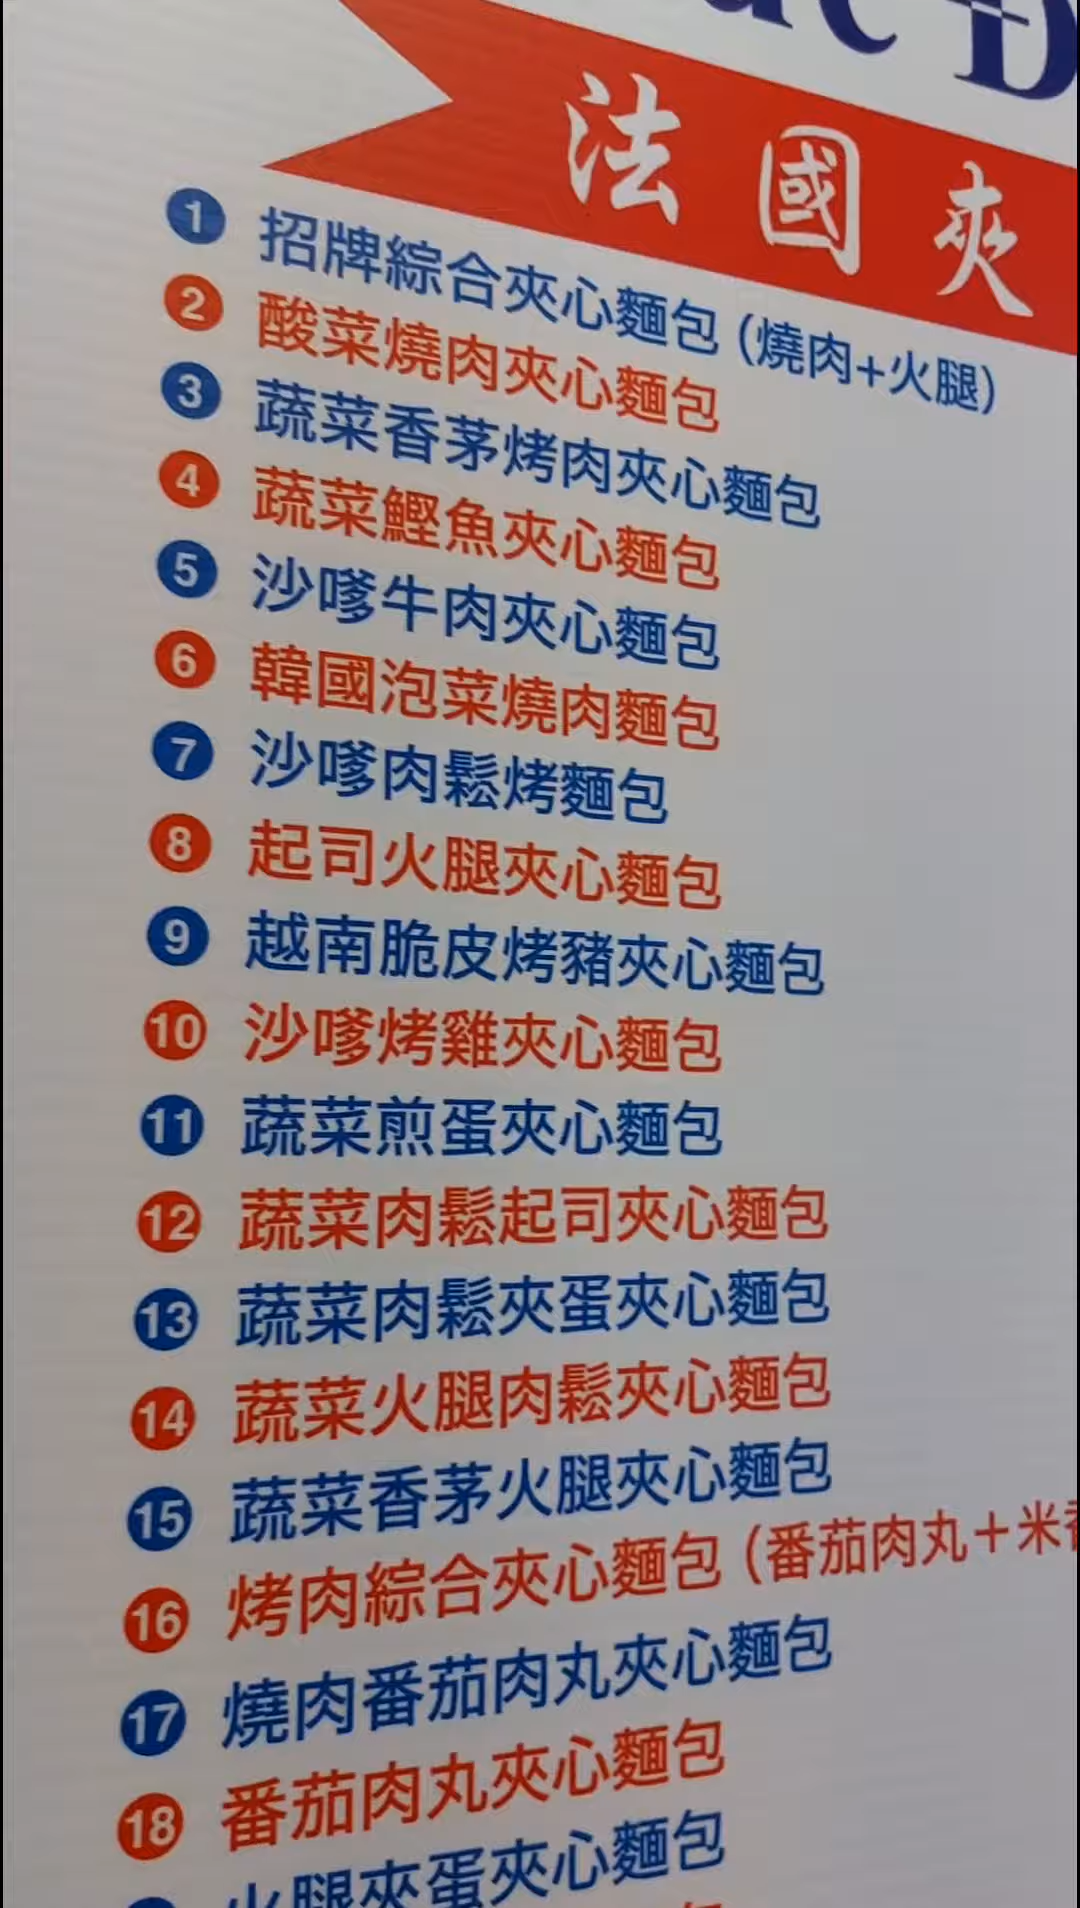 法國夾
1 招牌綜合夾心麵包（燒肉+火腿）
2 酸菜燒肉夾心麵包
3 蔬菜香茅烤肉夾心麵包
4 蔬菜鰹魚夾心麵包
5 沙嗲牛肉夾心麵包
6 韓國泡菜燒肉麵包
7 沙嗲肉鬆烤麵包
8 起司火腿夾心麵包
9 越南脆皮烤豬夾心麵包
10 沙嗲烤雞夾心麵包
11 蔬菜煎蛋夾心麵包
12 蔬菜肉鬆起司夾心麵包
13 蔬菜肉鬆夾蛋夾心麵包
14 蔬菜火腿肉鬆夾心麵包
15 蔬菜香茅火腿夾心麵包
16 烤肉綜合夾心麵包（番茄肉丸+米
17 燒肉番茄肉丸夾心麵包
18 番茄肉丸夾心麵包
火腿夾蛋夾心麵包